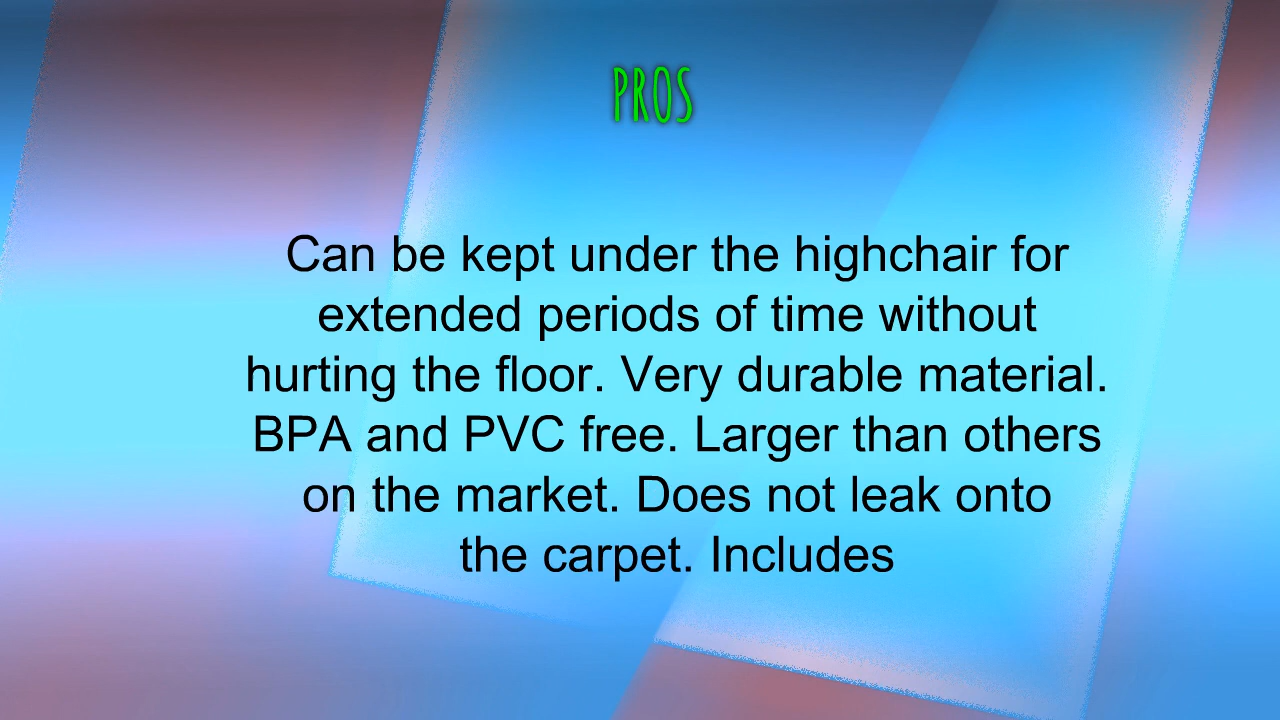 PROS
Can be kept under the highchair for
extended periods of time without
hurting the floor. Very durable material.
BPA and PVC free. Larger than others
on the market. Does not leak onto
the carpet. Includes